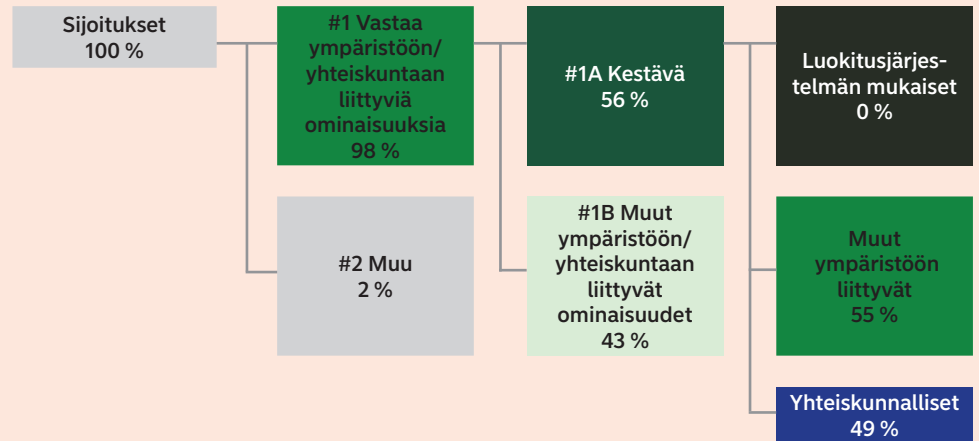 Sijoitukset
100 %
#1 Vastaa
ympäristöön/
yhteiskuntaan
liittyviä
ominaisuuksia
98 %
#2 Muu
2 %
#1A Kestävä
56 %
#1B Muut
ympäristöön/
yhteiskuntaan
liittyvät
ominaisuudet
43 %
Luokitusjärjes-
telmän mukaiset
0 %
Muut
ympäristöön
liittyvät
55 %
Yhteiskunnalliset
49 %